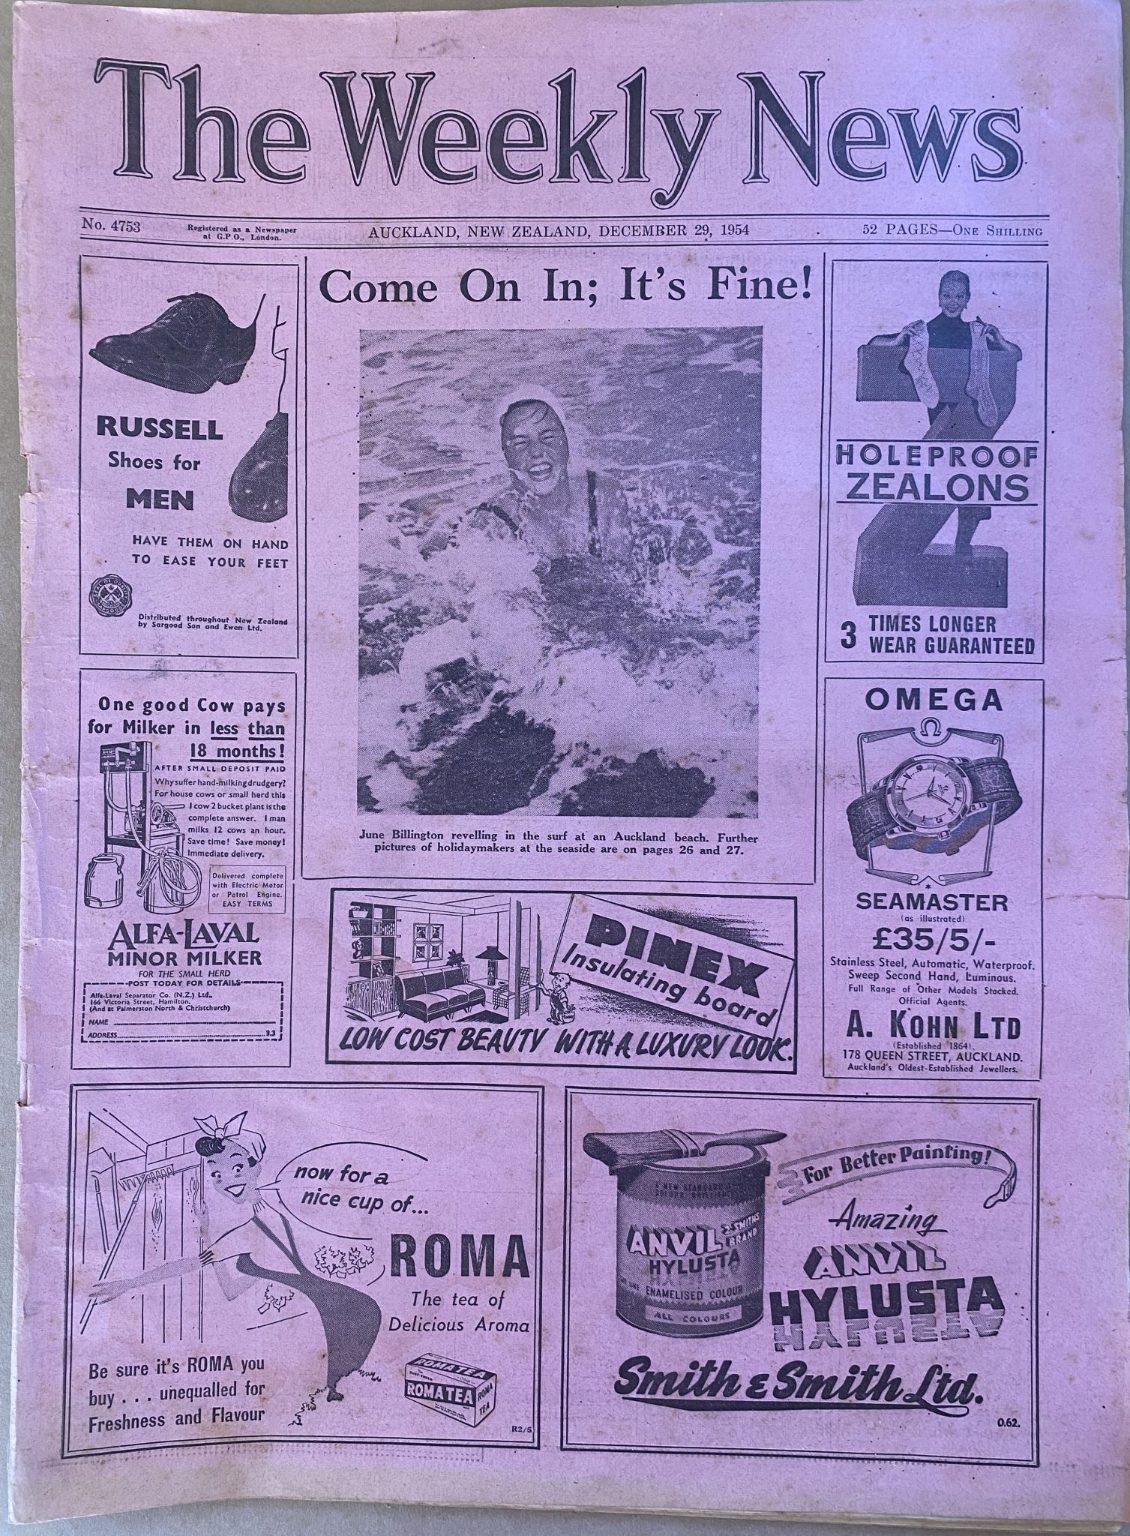 The Weekly News
No. 4753
Registered as a Newspaper
at G.P.O., London.
AUCKLAND, NEW ZEALAND, DECEMBER 29, 1954
52 PAGES—ONE SHILLING
RUSSELL
Shoes for
MEN
HAVE THEM ON HAND
TO EASE YOUR FEET
Distributed throughout New Zealand
by Sargood Son and Ewen Ltd.
Come On In; It's Fine!
June Billington revelling in the surf at an Auckland beach. Further
pictures of holidaymakers at the seaside are on pages 26 and 27.
HOLEPROOF
ZEALONS
3 TIMES LONGER
WEAR GUARANTEED
One good Cow pays
for Milker in less than
18 months!
AFTER SMALL DEPOSIT PAID
Why suffer hand-milking drudgery?
For house cows or small herd this
1 cow 2 bucket plant is the
complete answer. 1 man
milks 12 cows an hour.
Save time! Save money!
Immediate delivery.
Delivered complete
with Electric Motor
or Petrol Engine.
EASY TERMS
ALFA-LAVAL
MINOR MILKER
FOR THE SMALL HERD
POST TODAY FOR DETAILS
Alfa-Laval Separator Co. (N.Z.) Ltd.,
166 Victoria Street, Hamilton.
(And at Palmerston North & Christchurch)
NAME
ADDRESS
9.3
PINEX
Insulating board
LOW COST BEAUTY WITH A LUXURY LOOK.
OMEGA
SEAMASTER
(as illustrated)
£35/5/-
Stainless Steel, Automatic, Waterproof.
Sweep Second Hand, Luminous.
Full Range of Other Models Stocked.
Official Agents.
A. KOHN LTD
(Established 1864).
178 QUEEN STREET, AUCKLAND.
Auckland's Oldest-Established Jewellers.
now for a
nice cup of...
ROMA
The tea of
Delicious Aroma
Be sure it's ROMA you
buy . . . unequalled for
Freshness and Flavour
ROMA TEA
ROMA TEA
ROMA
TEA
R2/5
For Better Painting!
Amazing
ANVIL
HYLUSTA
ANVIL
S. SMITHS
BRAND
HYLUSTA
ENAMELISED COLOUR
ALL COLOURS
Smith & Smith Ltd.
O.62.